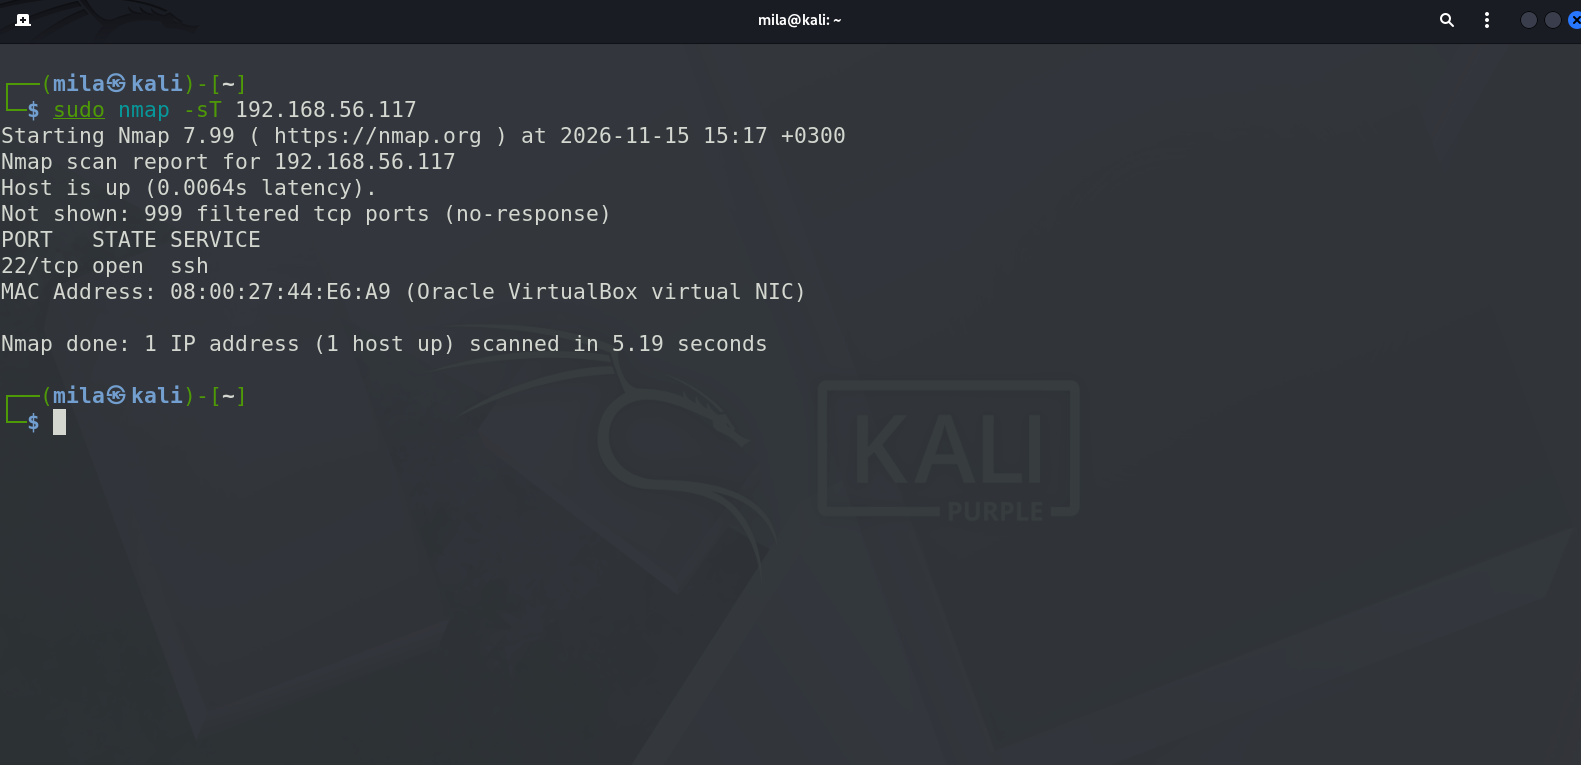 mila@kali: ~
┌──(mila㉿kali)-[~]
└─$ sudo nmap -sT 192.168.56.117
Starting Nmap 7.99 ( https://nmap.org ) at 2026-11-15 15:17 +0300
Nmap scan report for 192.168.56.117
Host is up (0.0064s latency).
Not shown: 999 filtered tcp ports (no-response)
PORT   STATE SERVICE
22/tcp open  ssh
MAC Address: 08:00:27:44:E6:A9 (Oracle VirtualBox virtual NIC)
Nmap done: 1 IP address (1 host up) scanned in 5.19 seconds
┌──(mila㉿kali)-[~]
└─$
KALI
PURPLE